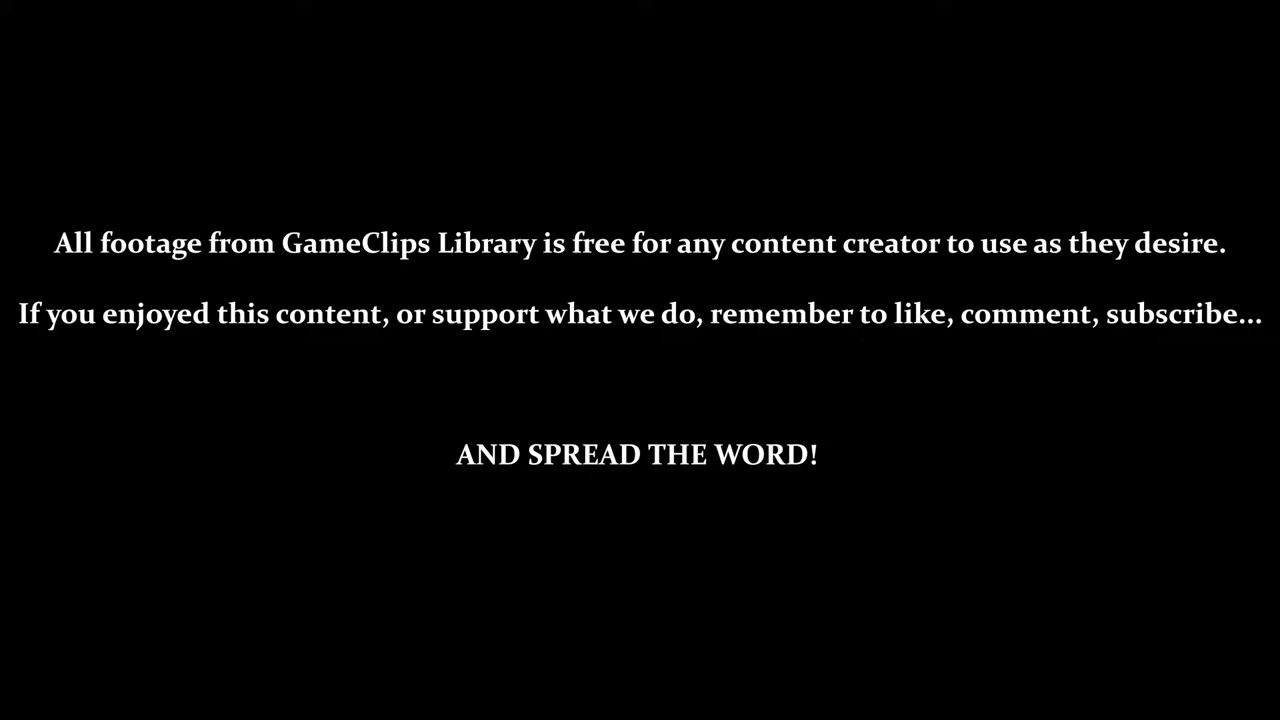 All footage from GameClips Library is free for any content creator to use as they desire.
If you enjoyed this content, or support what we do, remember to like, comment, subscribe...
AND SPREAD THE WORD!